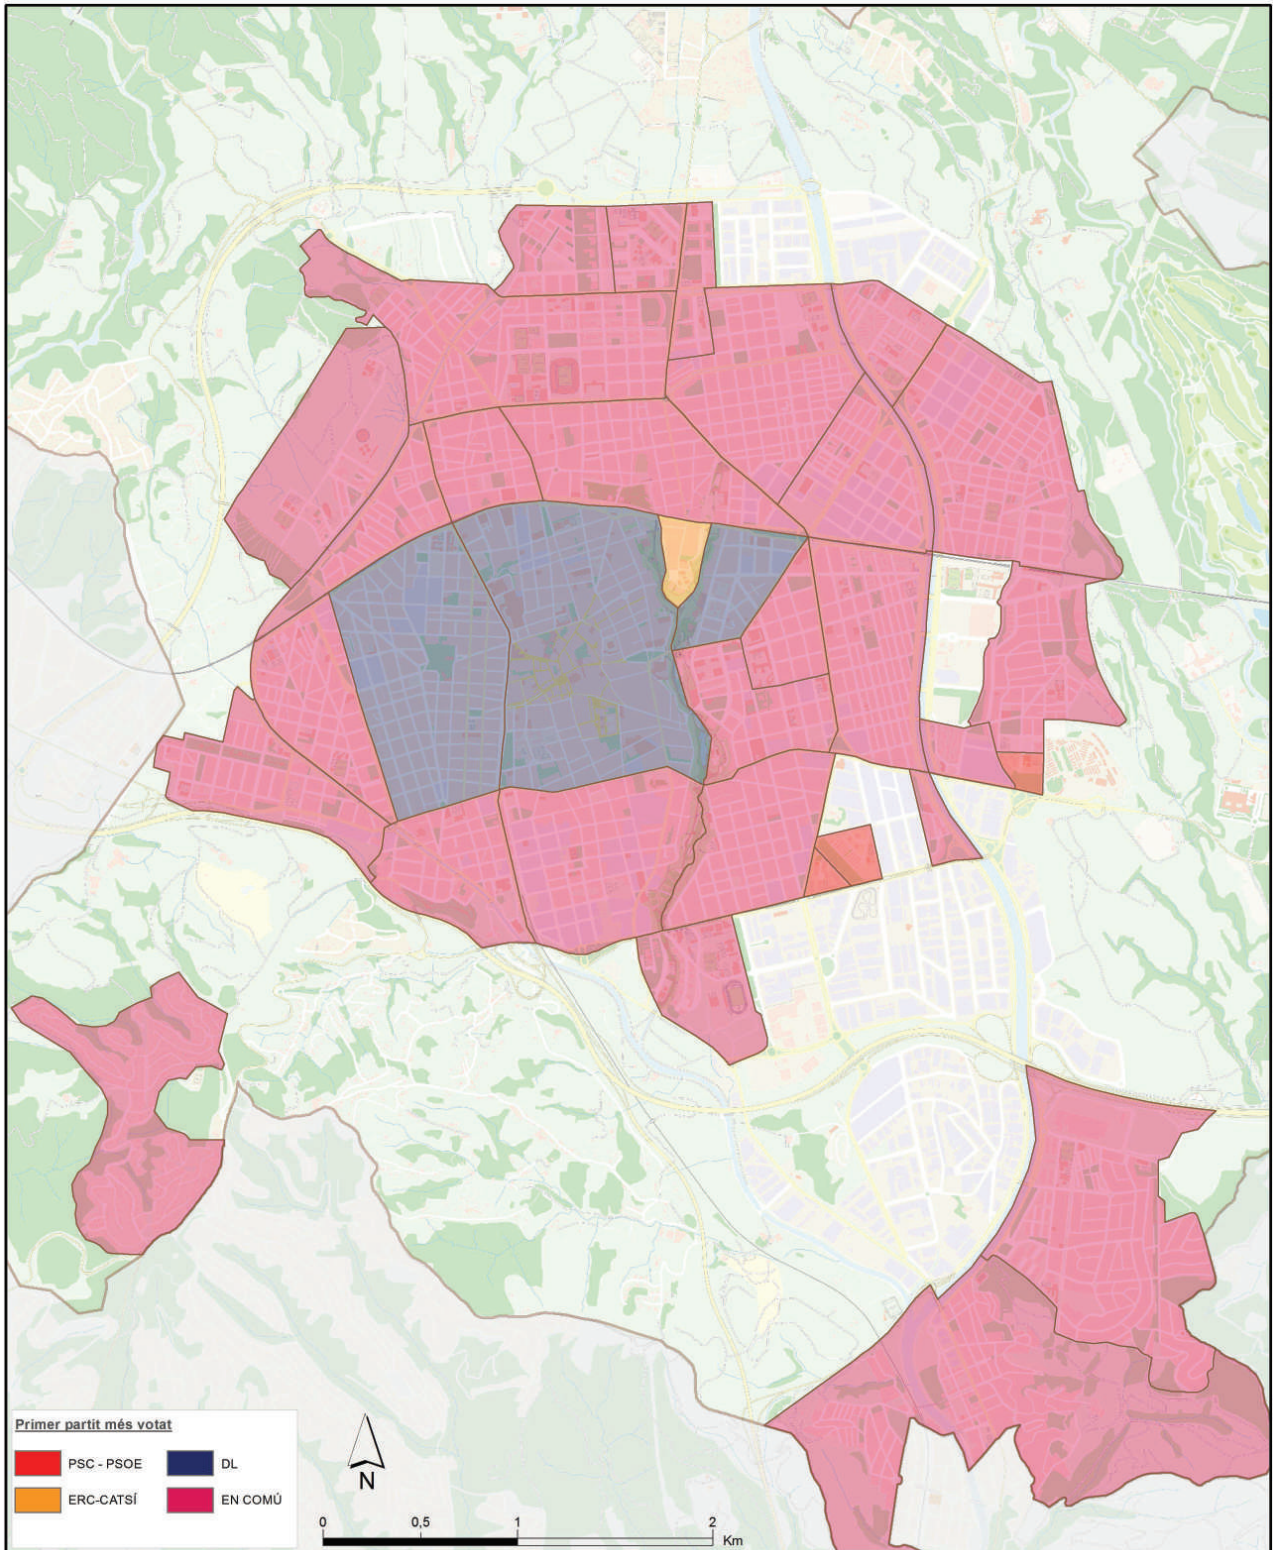 Primer partit més votat
PSC - PSOE
DL
ERC-CATSÍ
EN COMÚ
N
0 0,5 1 2
Km